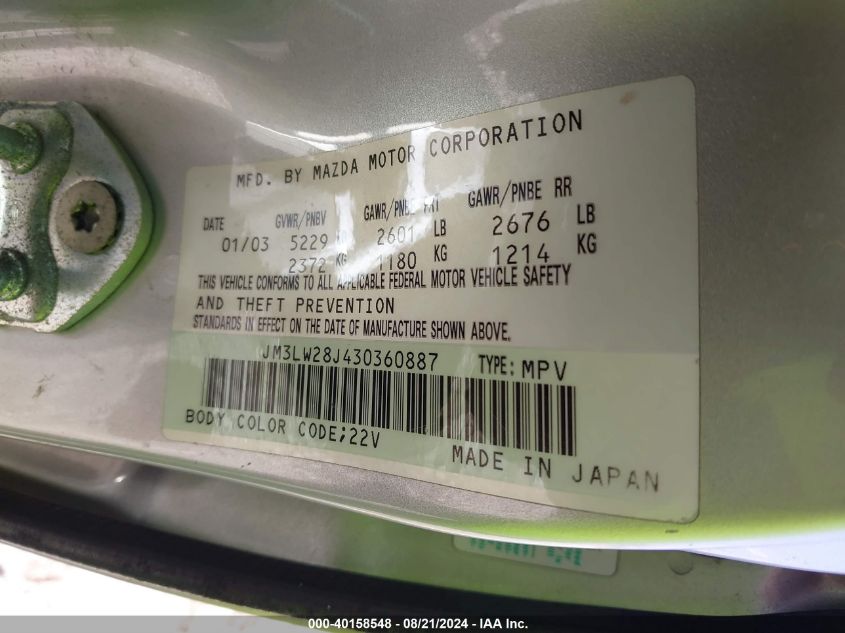 MFD. BY MAZDA MOTOR CORPORATION
DATE GVWR/PNBV GAWR/PNBE FRT GAWR/PNBE RR
01/03 5229 2601 LB 2676 LB
2372 KG 1180 KG 1214 KG
THIS VEHICLE CONFORMS TO ALL APPLICABLE FEDERAL MOTOR VEHICLE SAFETY
AND THEFT PREVENTION
STANDARDS IN EFFECT ON THE DATE OF MANUFACTURE SHOWN ABOVE.
JM3LW28J430360887 TYPE: MPV
BODY COLOR CODE;22V
MADE IN JAPAN
000-40158548 - 08/21/2024 - IAA Inc.